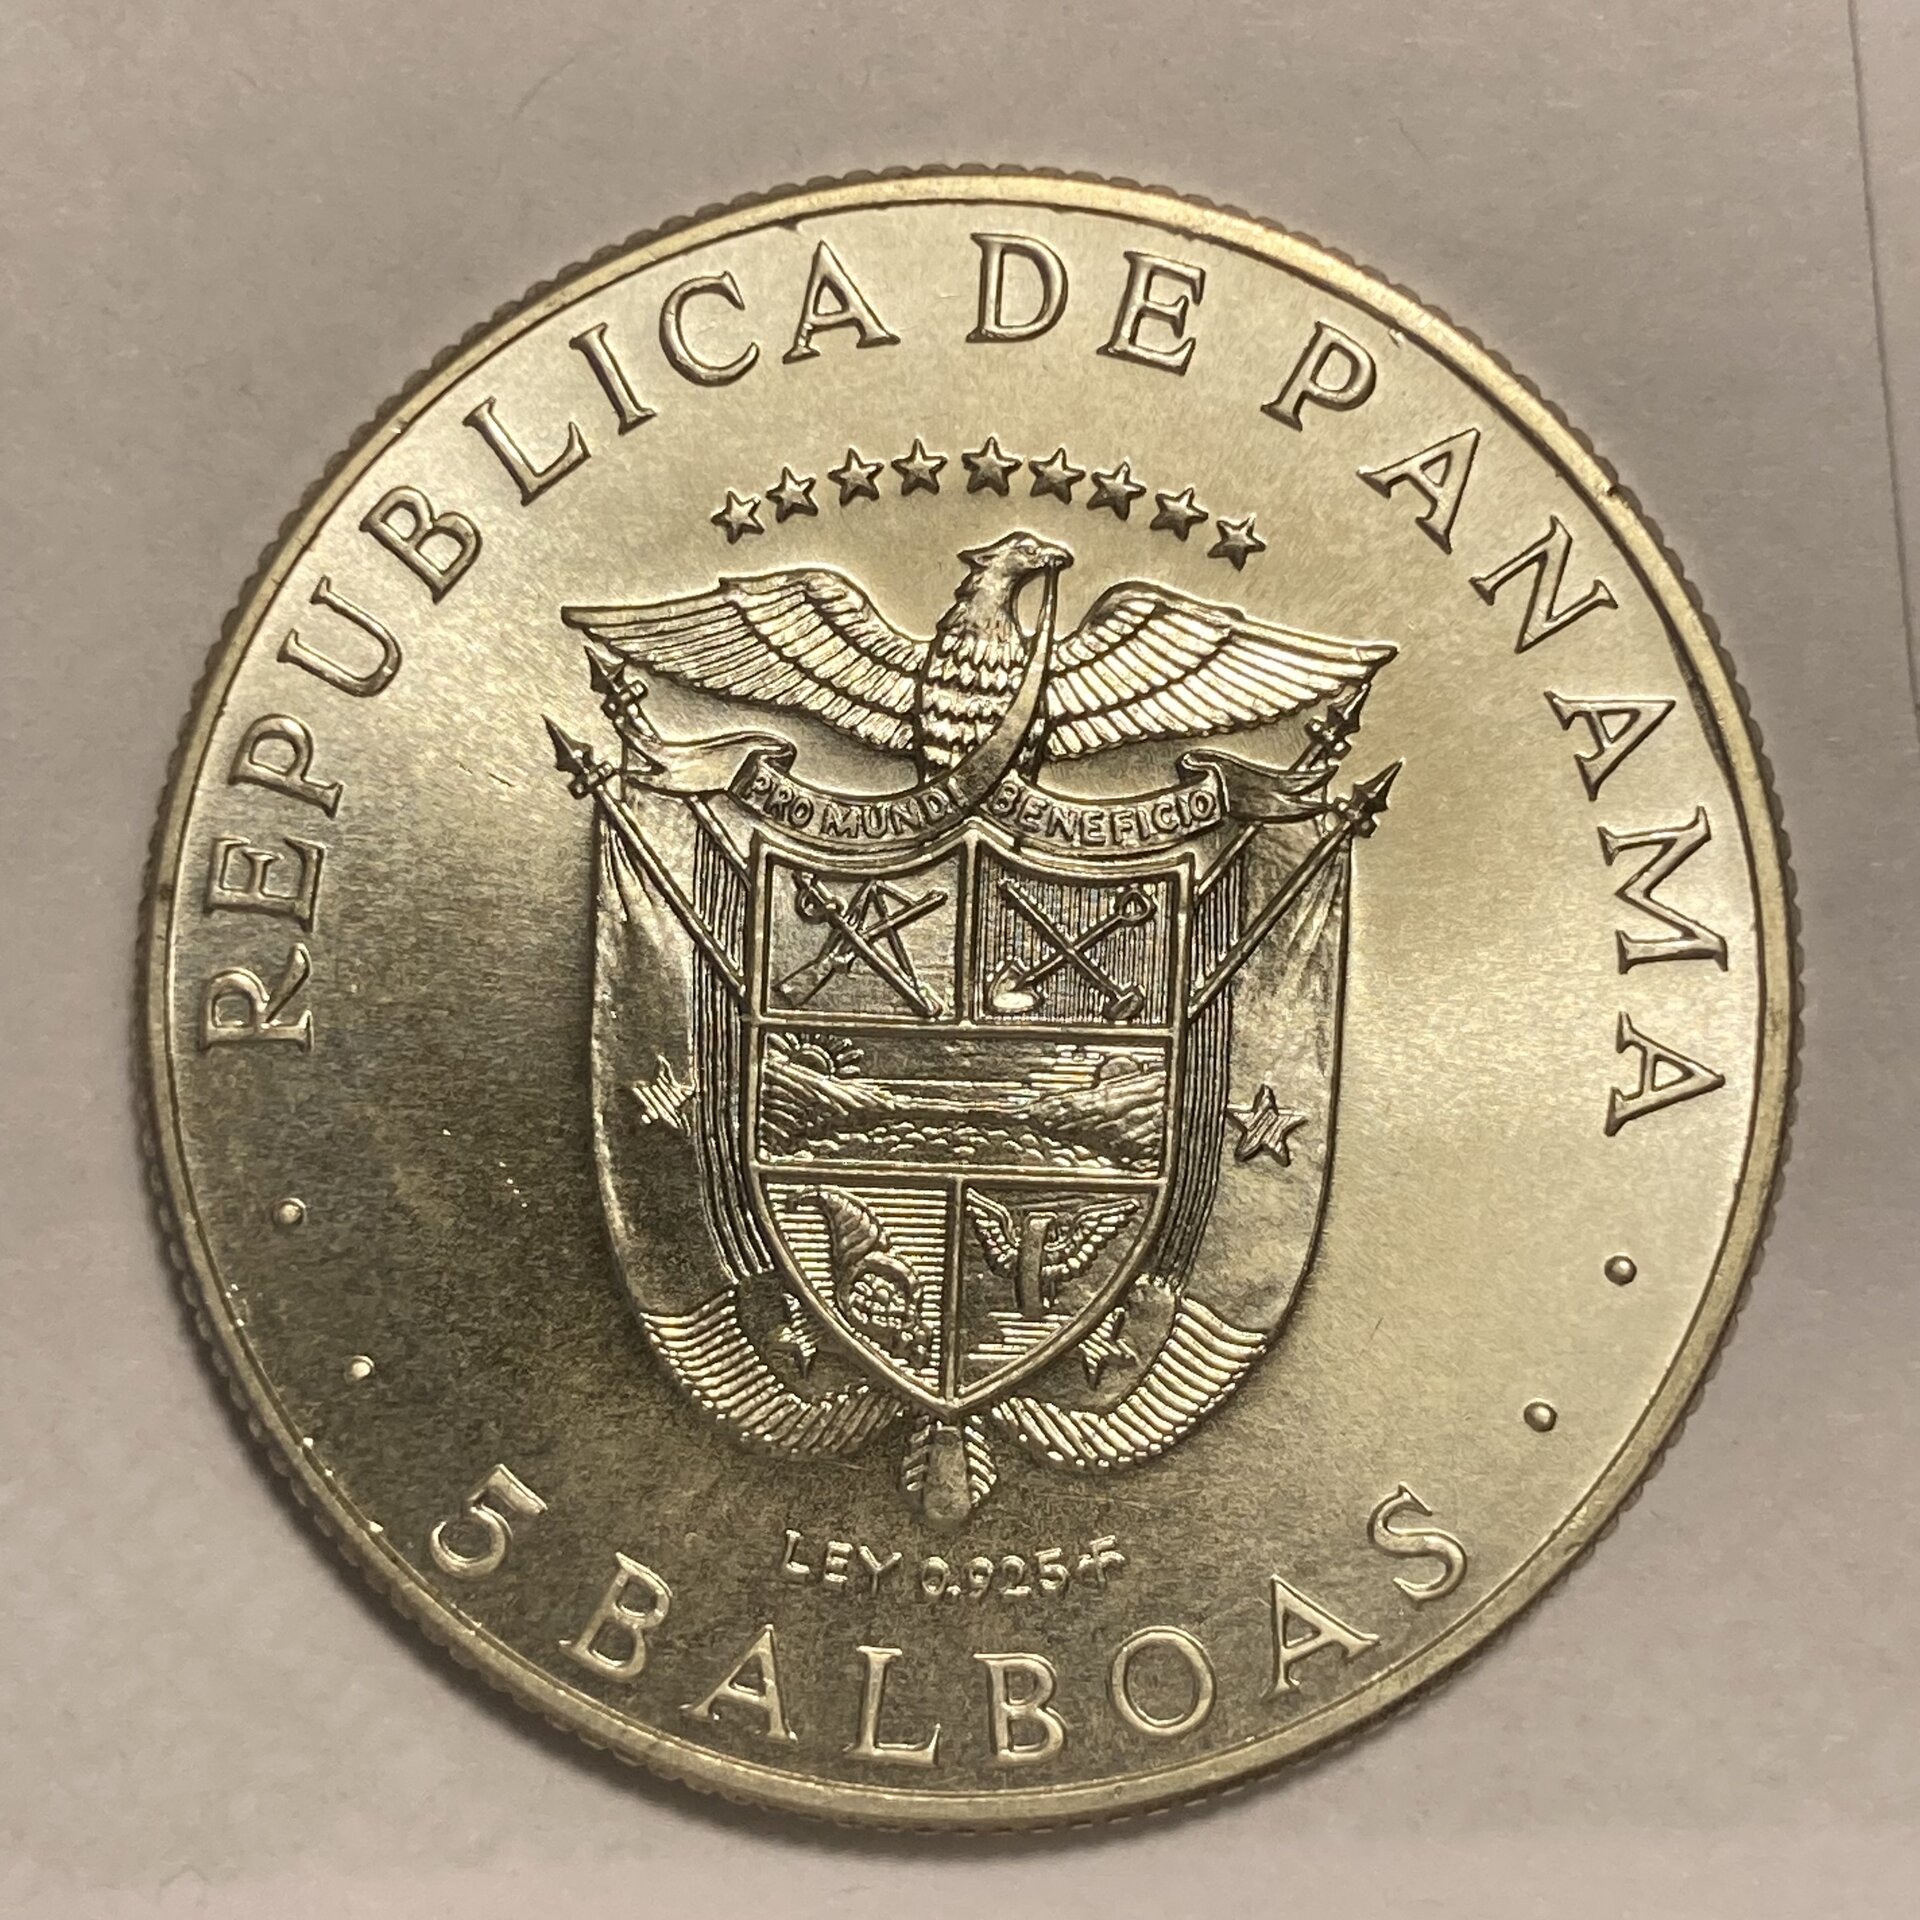 REPUBLICA DE PANAMA
PRO MUNDI BENEFICIO
LEY 0.925
5 BALBOAS